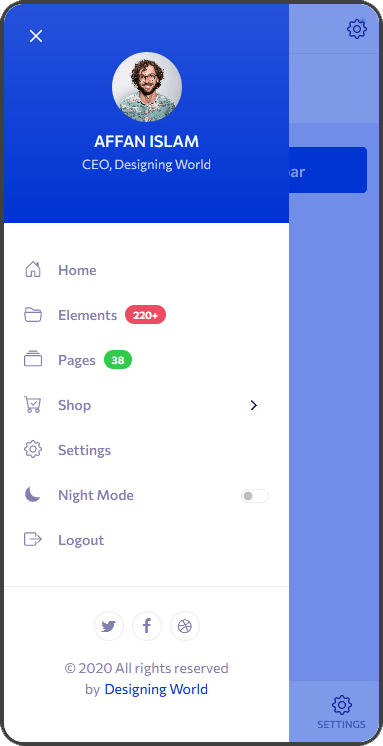 AFFAN ISLAM
CEO, Designing World
Home
Elements 220+
Pages 38
Shop
Settings
Night Mode
Logout
© 2020 All rights reserved
by Designing World
SETTINGS